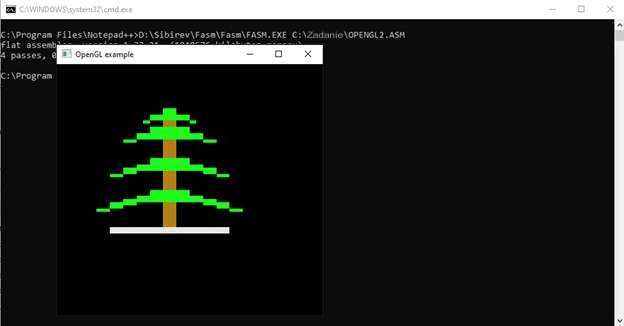 C:\WINDOWS\system32\cmd.exe
C:\Program Files\Notepad++>D:\Sibirev\Fasm\Fasm\FASM.EXE C:\Zadanie\OPENGL2.ASM
flat assemb
4 passes, 0
OpenGL example
C:\Program